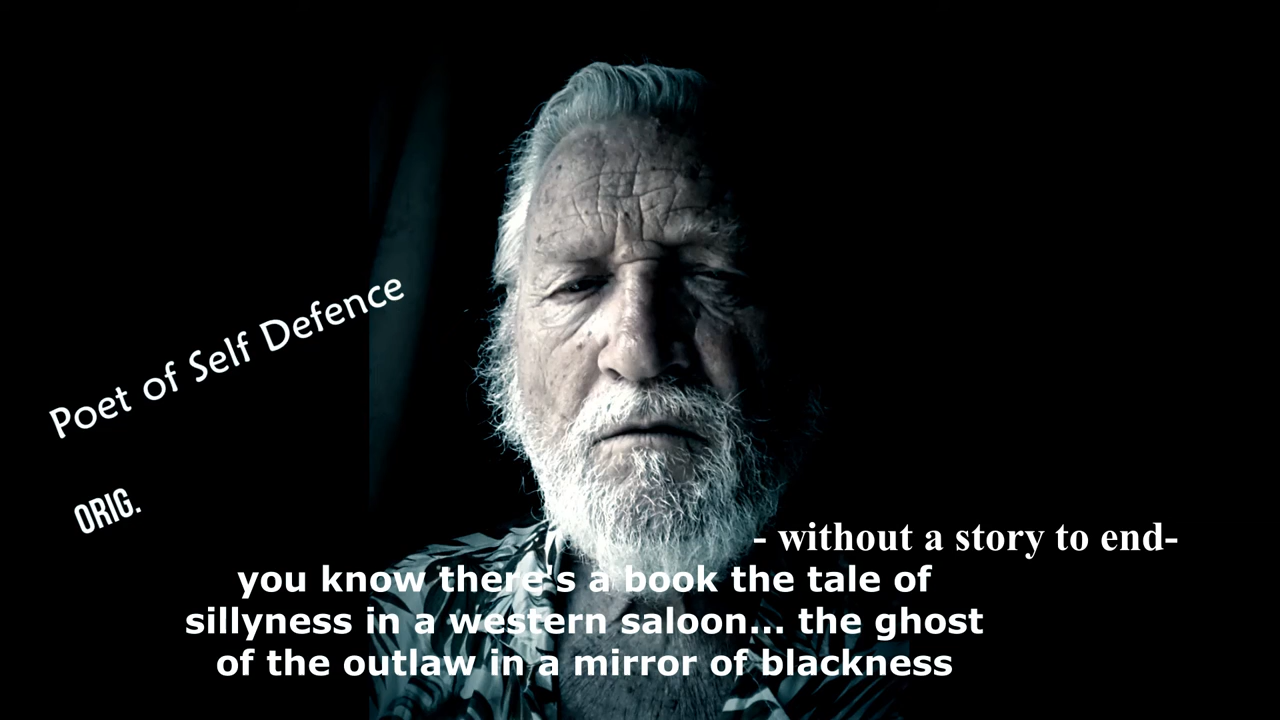 Poet of Self Defence
ORIG.
- without a story to end-
you know there's a book the tale of
sillyness in a western saloon... the ghost
of the outlaw in a mirror of blackness